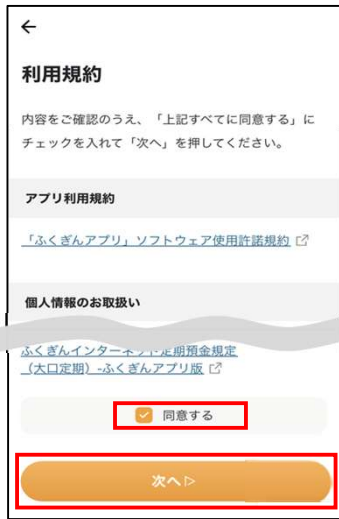 利用規約
内容をご確認のうえ、「上記すべてに同意する」に
チェックを入れて「次へ」を押してください。
アプリ利用規約
「ふくぎんアプリ」ソフトウェア使用許諾規約
個人情報のお取扱い
ふくぎんインターネット定期預金規定
(大口定期) -ふくぎんアプリ版
同意する
次へ ▷